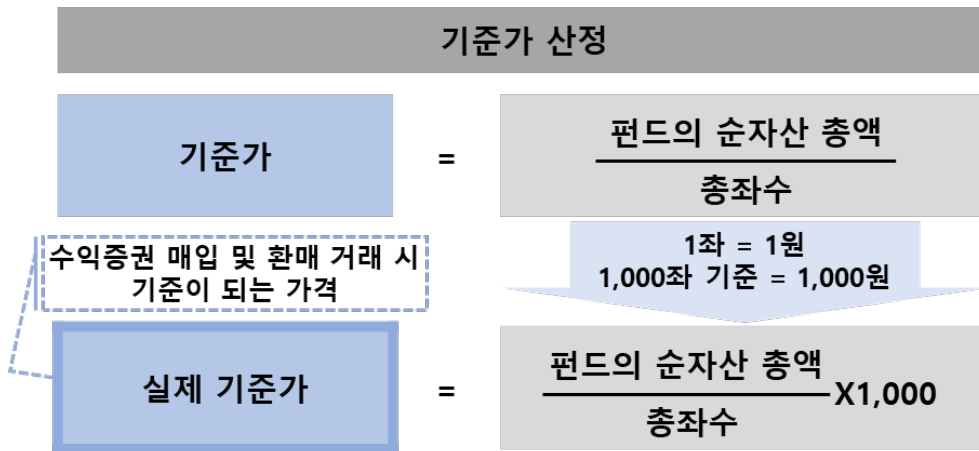 기준가 산정
기준가
=
펀드의 순자산 총액
총좌수
수익증권 매입 및 환매 거래 시
기준이 되는 가격
1좌 = 1원
1,000좌 기준 = 1,000원
실제 기준가
=
펀드의 순자산 총액
총좌수
X1,000